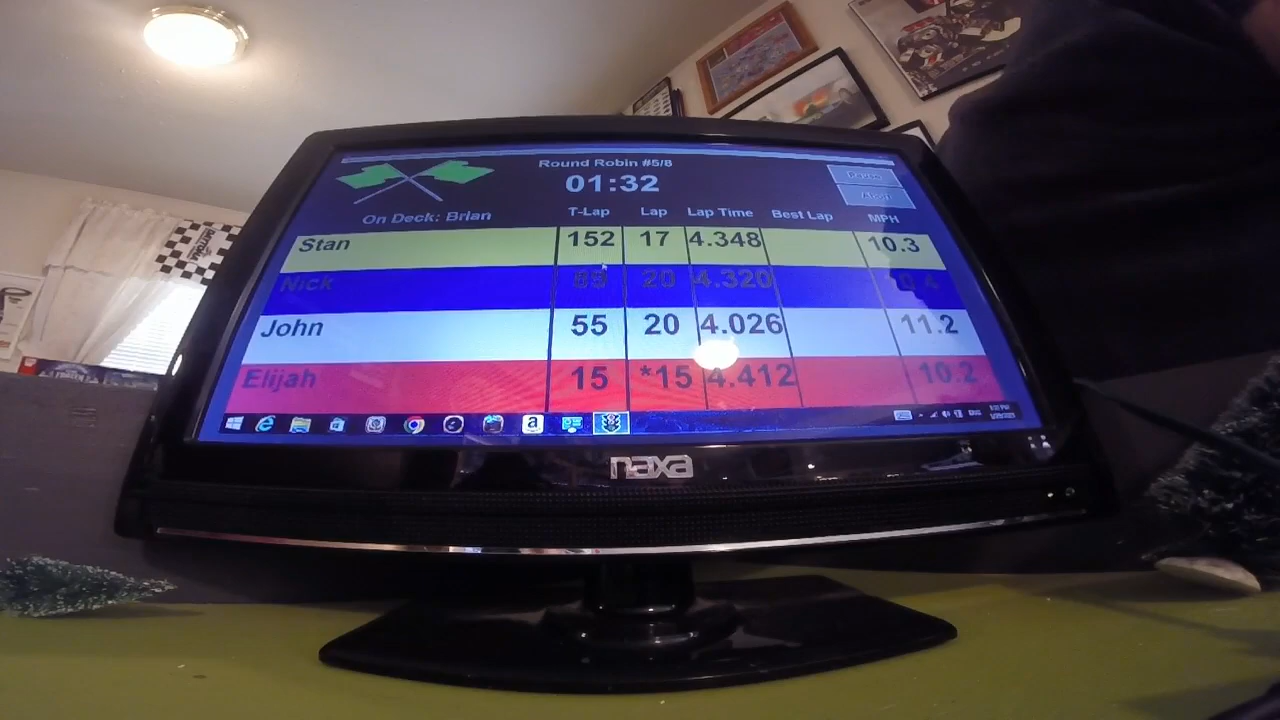 Round Robin #5/8
01:32
On Deck: Brian
T-Lap Lap Lap Time Best Lap MPH
Stan 152 17 4.348 10.3
Nick 89 20 4.320
John 55 20 4.026 11.2
Elijah 15 *15 4.412 10.2
naxa